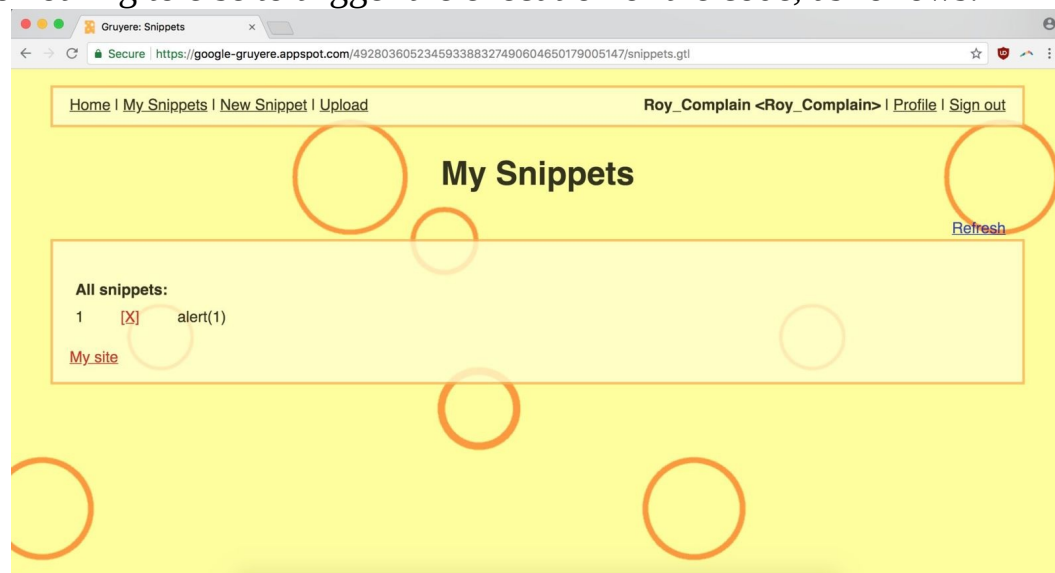 Gruyere: Snippets
Secure https://google-gruyere.appspot.com/492803605234593388327490604650179005147/snippets.gtl
Home | My Snippets | New Snippet | Upload
Roy_Complain <Roy_Complain> | Profile | Sign out
My Snippets
Refresh
All snippets:
1 [X] alert(1)
My site